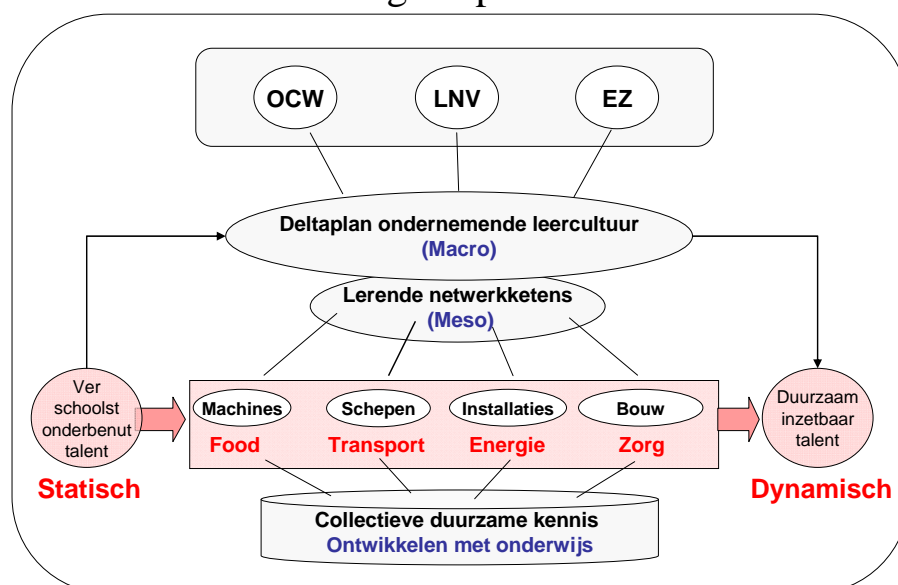 OCW LNV EZ
Deltaplan ondernemende leercultuur
(Macro)
Lerende netwerkketens
(Meso)
Ver
schoolst
onderbenut
talent
Statisch
Machines Schepen Installaties Bouw
Food Transport Energie Zorg
Duurzaam
inzetbaar
talent
Dynamisch
Collectieve duurzame kennis
Ontwikkelen met onderwijs